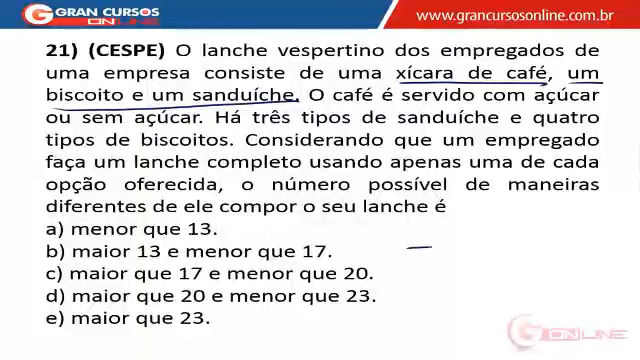 GRAN CURSOS
ONLINE
www.grancursosonline.com.br
21) (CESPE) O lanche vespertino dos empregados de
uma empresa consiste de uma xícara de café, um
biscoito e um sanduíche. O café é servido com açúcar
ou sem açúcar. Há três tipos de sanduíche e quatro
tipos de biscoitos. Considerando que um empregado
faça um lanche completo usando apenas uma de cada
opção oferecida, o número possível de maneiras
diferentes de ele compor o seu lanche é
a) menor que 13.
b) maior 13 e menor que 17.
c) maior que 17 e menor que 20.
d) maior que 20 e menor que 23.
e) maior que 23.
G ONLINE